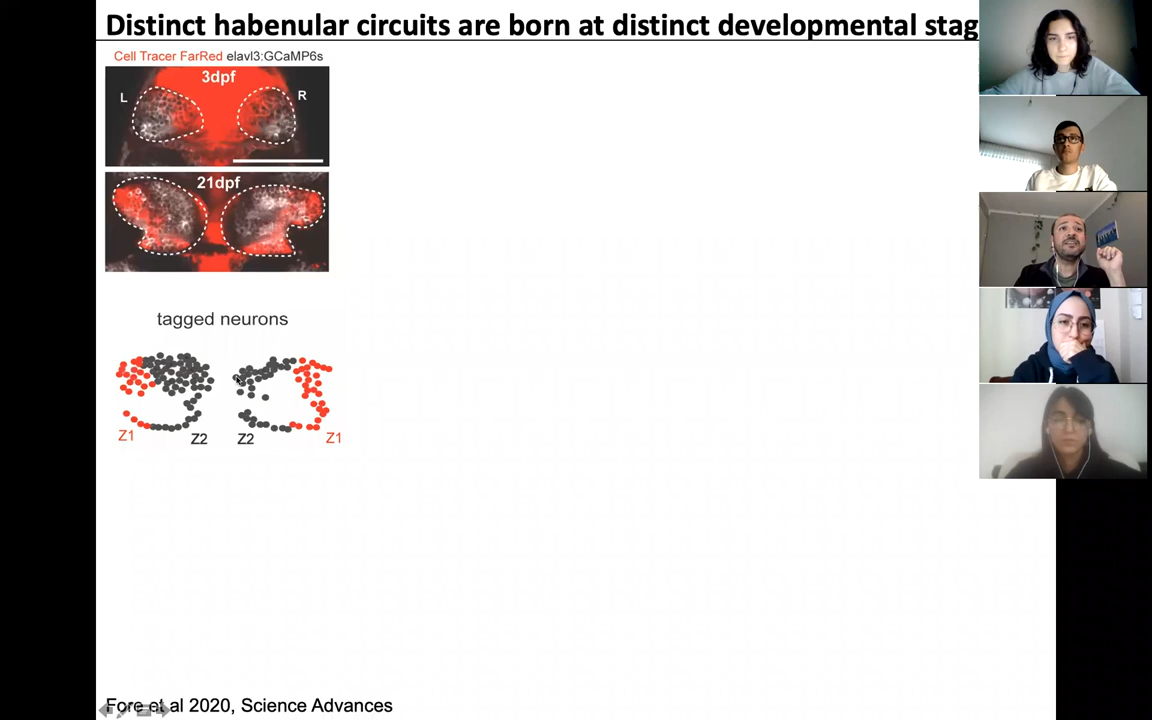 Distinct habenular circuits are born at distinct developmental stag
Cell Tracer FarRed elavl3:GCaMP6s
3dpf
L
R
21dpf
tagged neurons
Z1
Z2
Z2
Z1
Fore et al 2020, Science Advances